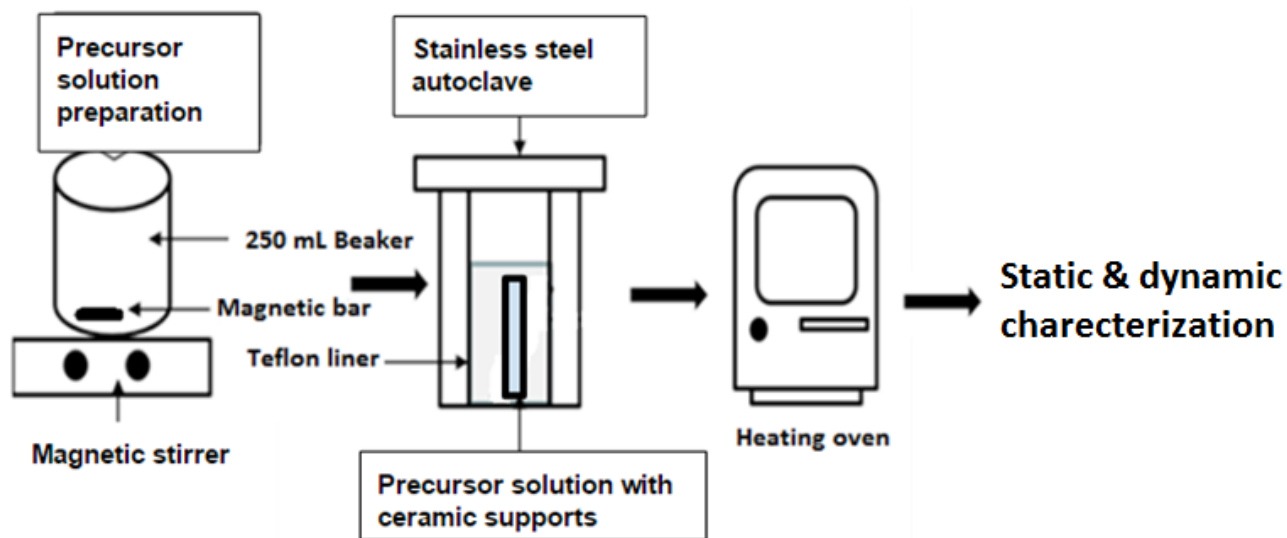 Precursor
solution
preparation
250 mL Beaker
Magnetic bar
Magnetic stirrer
Stainless steel
autoclave
Teflon liner
Precursor solution with
ceramic supports
Heating oven
Static & dynamic
charecterization